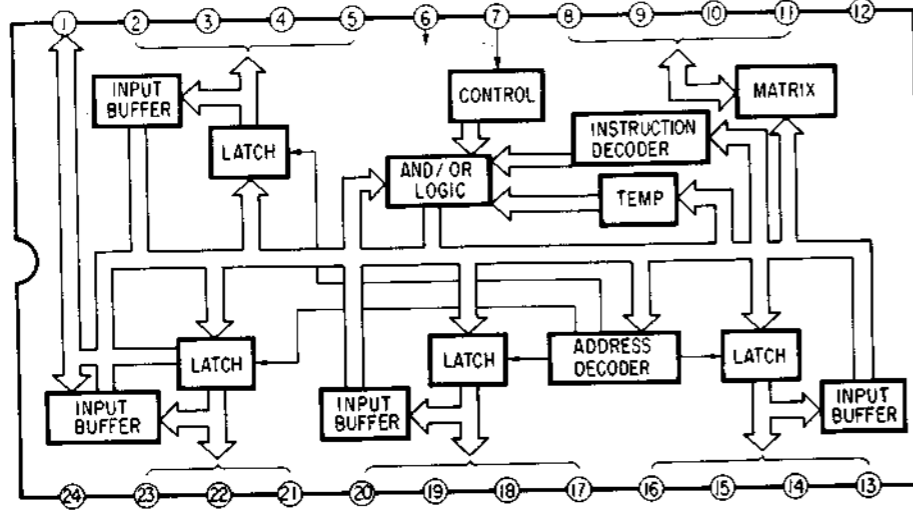 1 2 3 4 5 6 7 8 9 10 11 12
INPUT
BUFFER
CONTROL
MATRIX
LATCH
INSTRUCTION
DECODER
AND/OR
LOGIC
TEMP
LATCH
LATCH
ADDRESS
DECODER
LATCH
INPUT
BUFFER
INPUT
BUFFER
INPUT
BUFFER
24 23 22 21 20 19 18 17 16 15 14 13